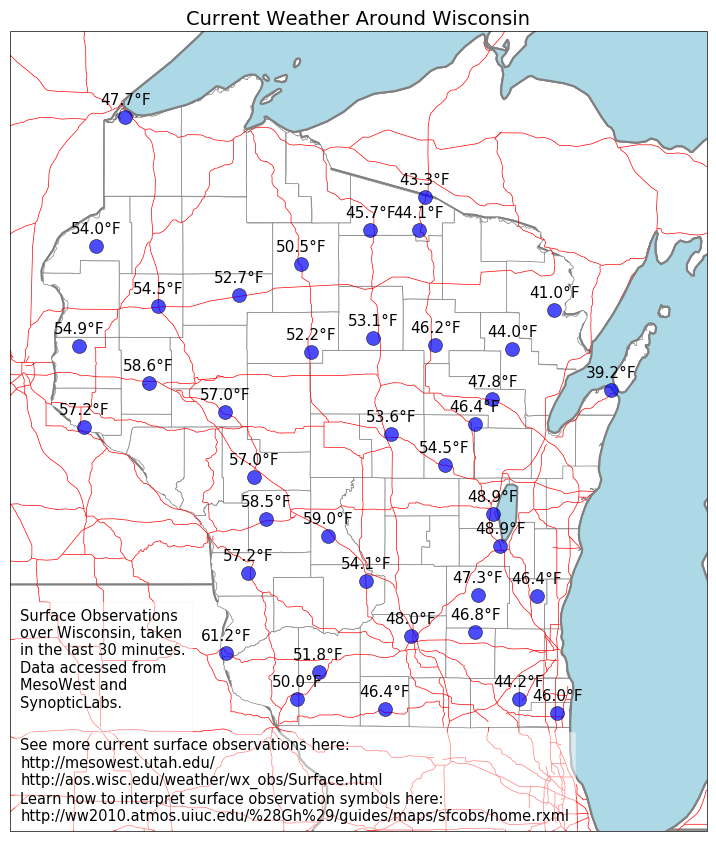 Current Weather Around Wisconsin
47.7°F
43.3°F
45.7°F
44.1°F
54.0°F
50.5°F
52.7°F
54.5°F
41.0°F
54.9°F
52.2°F
53.1°F
46.2°F
44.0°F
58.6°F
39.2°F
47.8°F
57.0°F
46.4°F
57.2°F
53.6°F
54.5°F
57.0°F
58.5°F
48.9°F
59.0°F
48.9°F
57.2°F
54.1°F
47.3°F
46.4°F
48.0°F
46.8°F
61.2°F
51.8°F
50.0°F
46.4°F
44.2°F
46.0°F
Surface Observations
over Wisconsin, taken
in the last 30 minutes.
Data accessed from
MesoWest and
SynopticLabs.
See more current surface observations here:
http://mesowest.utah.edu/
http://aos.wisc.edu/weather/wx_obs/Surface.html
Learn how to interpret surface observation symbols here:
http://ww2010.atmos.uiuc.edu/%28Gh%29/guides/maps/sfcobs/home.rxml